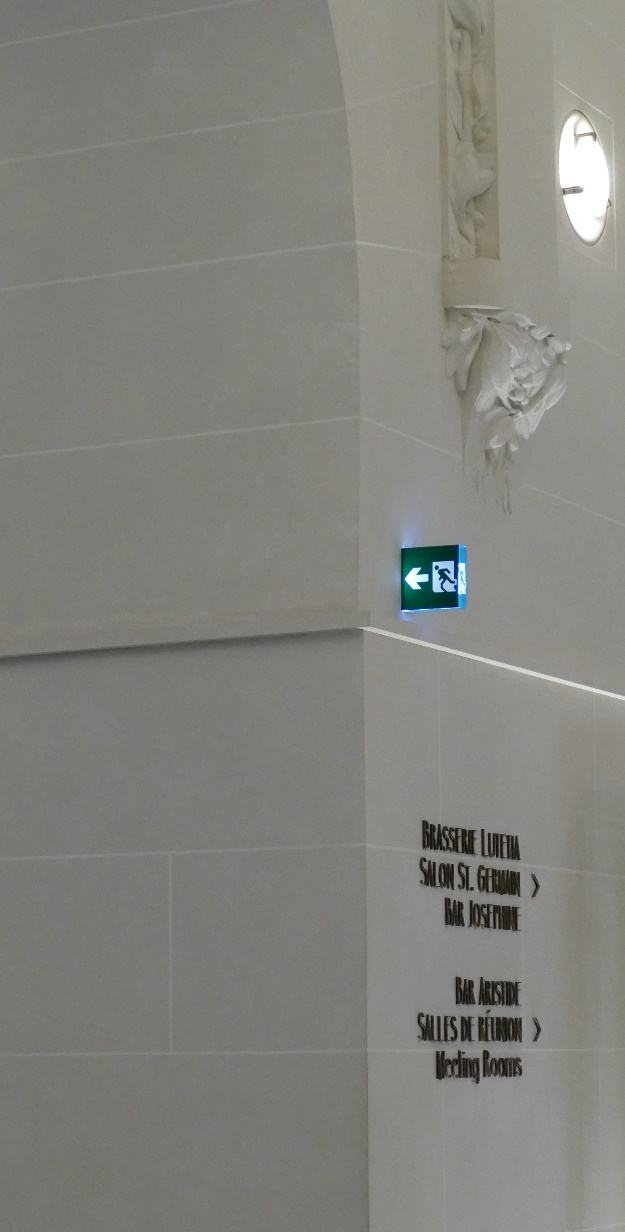 BRASSERIE LUTETIA
SALON ST. GERMAIN
BAR JOSEPHINE
BAR ARISTIDE
SALLES DE RÉUNION
Meeting Rooms